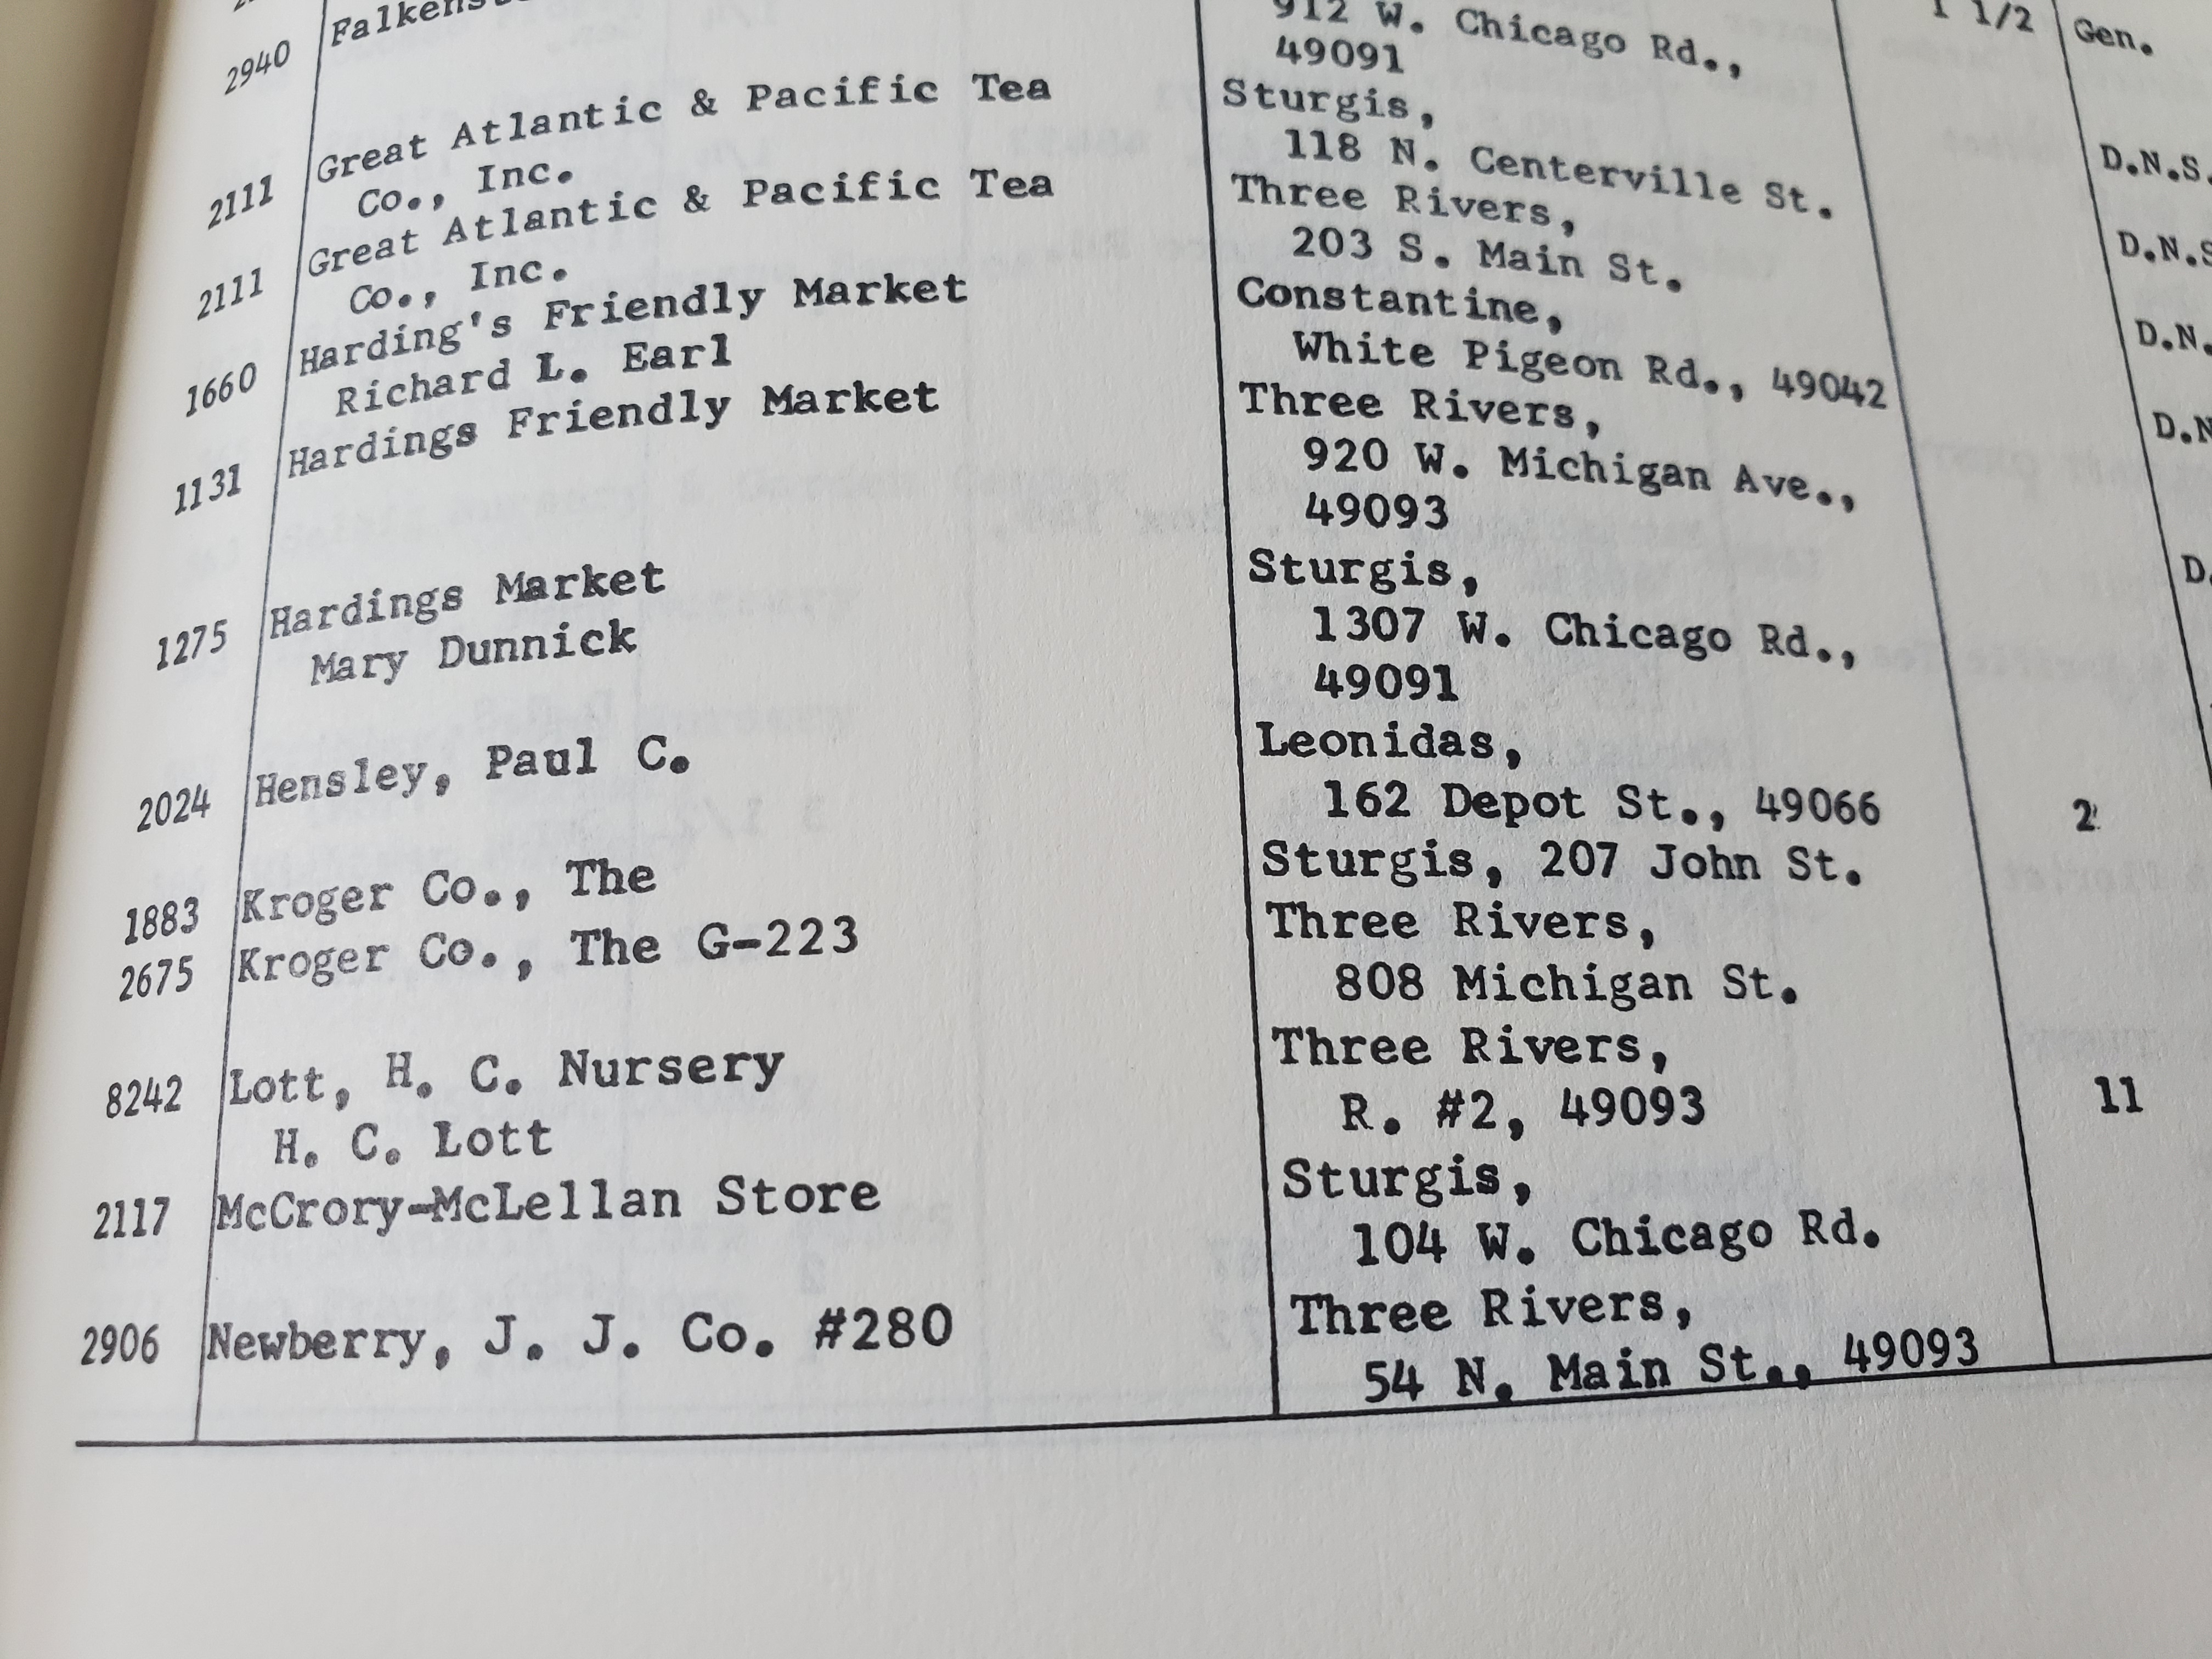 2940 Falkens
912 W. Chicago Rd., 1 1/2 Gen.
49091
2111 Great Atlantic & Pacific Tea Sturgis, D.N.S.
Co., Inc. 118 N. Centerville St.
2111 Great Atlantic & Pacific Tea Three Rivers, D.N.S
Co., Inc. 203 S. Main St.
1660 Harding's Friendly Market Constantine, D.N.
Richard L. Earl White Pigeon Rd., 49042
1131 Hardings Friendly Market Three Rivers, D.N
920 W. Michigan Ave.,
49093
1275 Hardings Market Sturgis, D.
Mary Dunnick 1307 W. Chicago Rd.,
49091
2024 Hensley, Paul C. Leonidas,
162 Depot St., 49066 2
1883 Kroger Co., The Sturgis, 207 John St.
2675 Kroger Co., The G-223 Three Rivers,
808 Michigan St.
8242 Lott, H. C. Nursery Three Rivers,
H. C. Lott R. #2, 49093 11
2117 McCrory-McLellan Store Sturgis,
104 W. Chicago Rd.
2906 Newberry, J. J. Co. #280 Three Rivers,
54 N. Main St., 49093